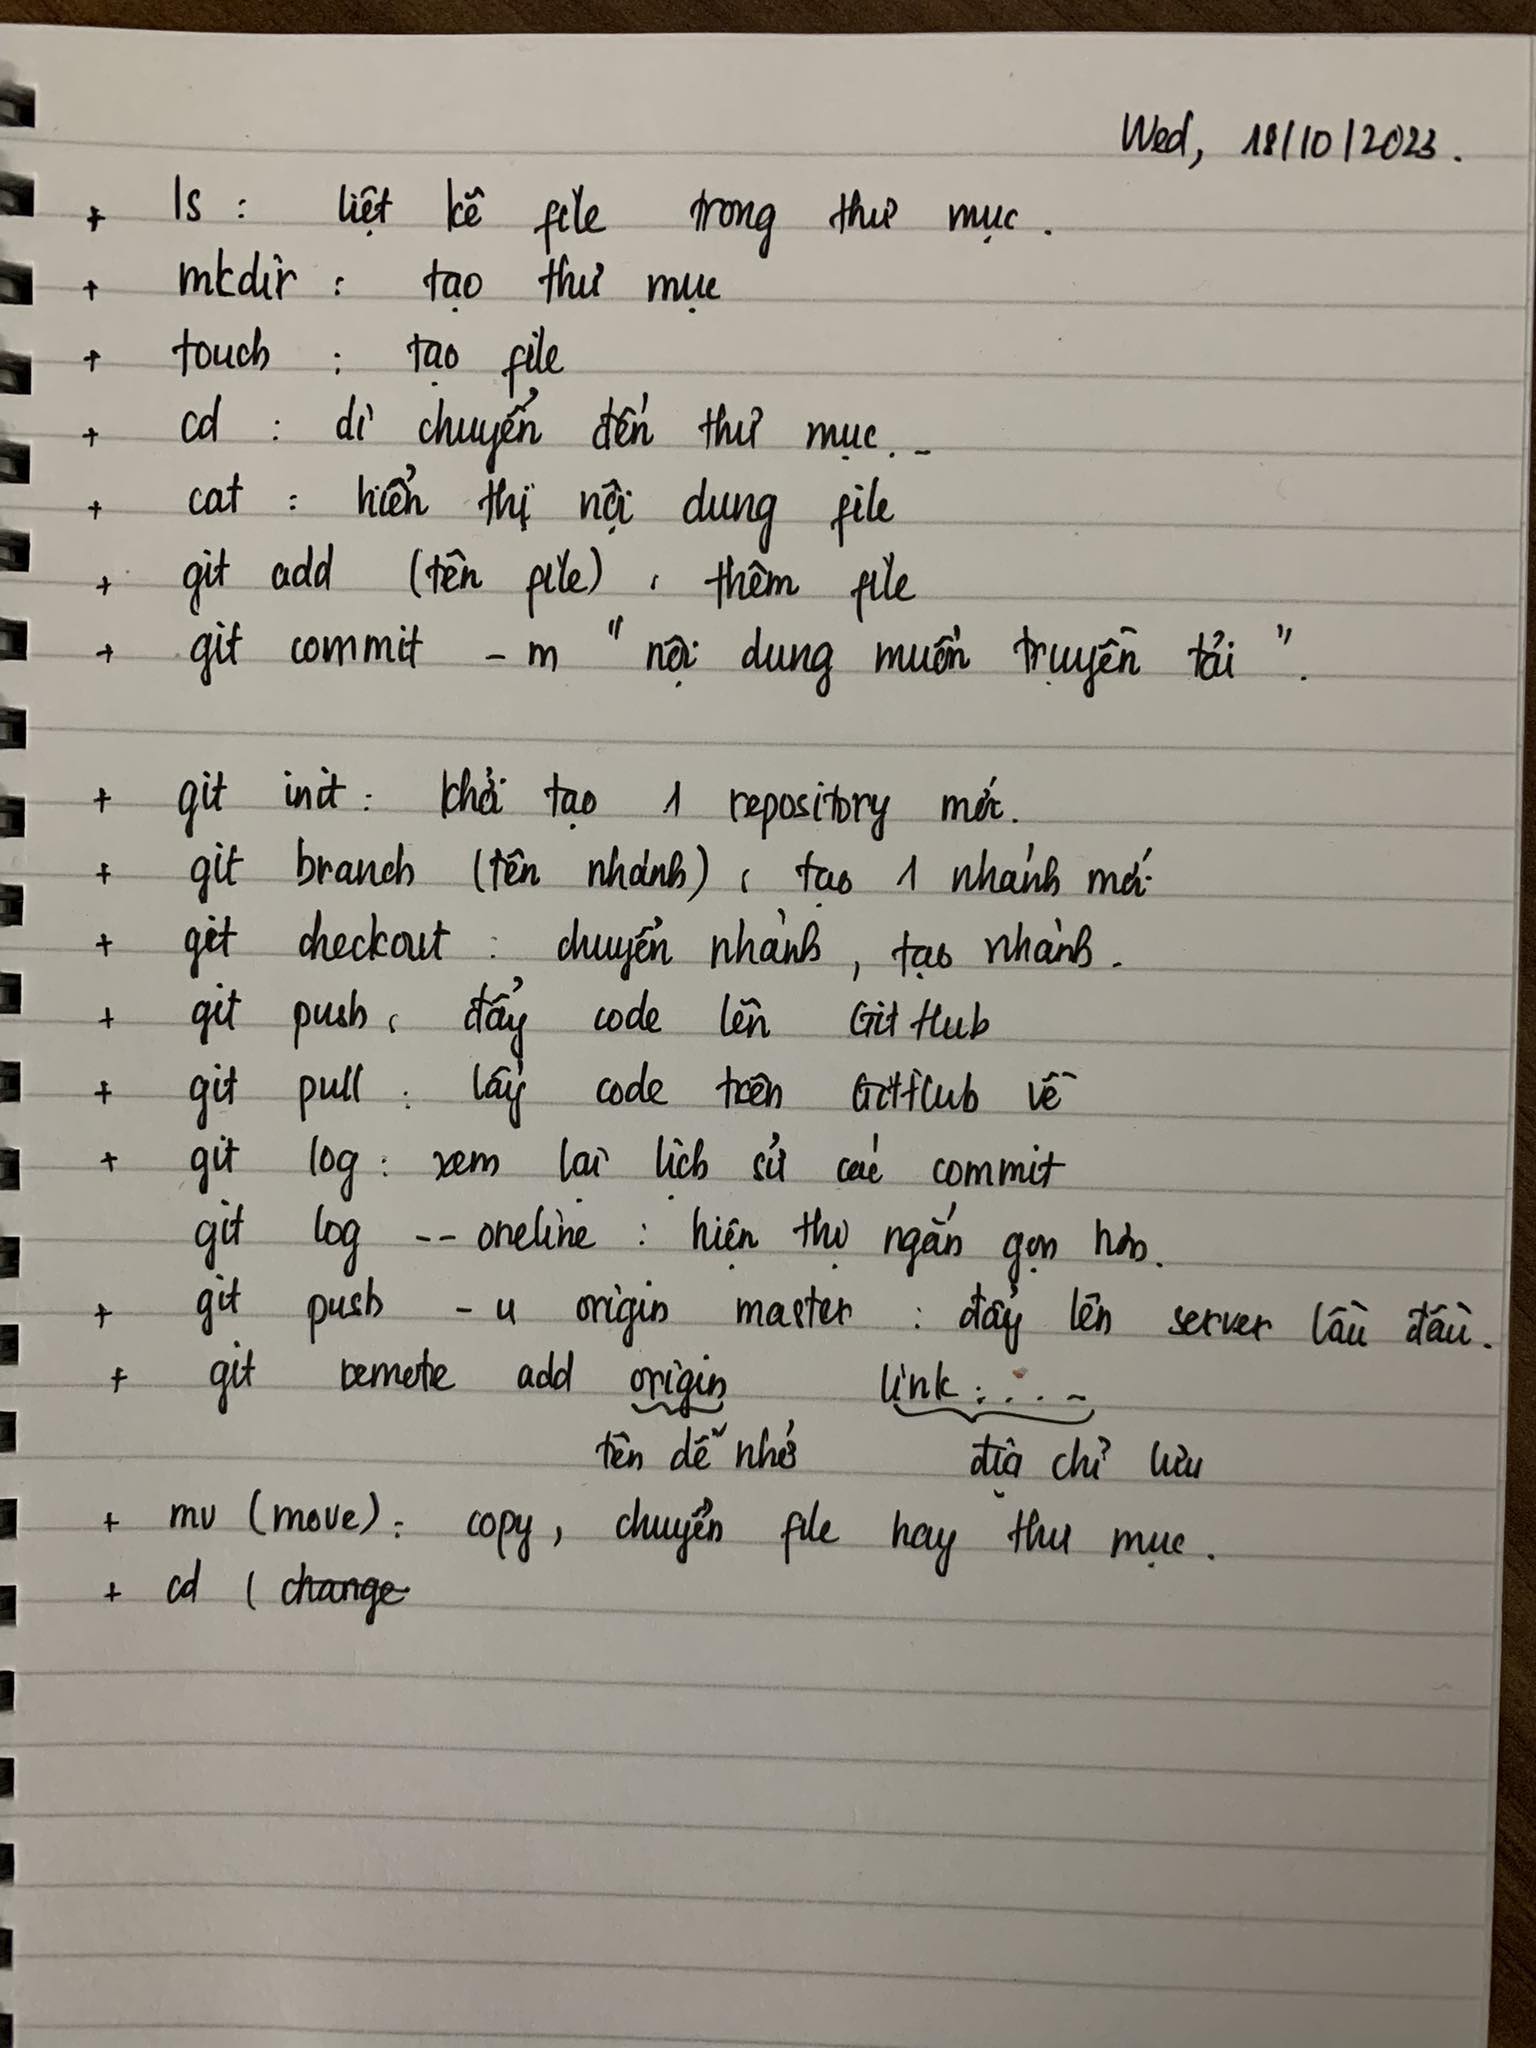 Wed, 18/10/2023.
+ ls : liệt kê file trong thư mục.
+ mkdir : tạo thư mục
+ touch : tạo file
+ cd : di chuyển đến thư mục...
+ cat : hiển thị nội dung file
+ git add (tên file) : thêm file
+ git commit -m "nội dung muốn truyền tải".
+ git init : khởi tạo 1 repository mới.
+ git branch (tên nhánh) : tạo 1 nhánh mới
+ git checkout : chuyển nhánh, tạo nhánh.
+ git push : đẩy code lên GitHub
+ git pull : lấy code trên GitHub về
+ git log : xem lại lịch sử các commit
git log --oneline : hiện thị ngắn gọn hơn.
+ git push -u origin master : đẩy lên server lần đầu.
+ git remote add origin link : ...
tên dễ nhớ địa chỉ lưu
+ mv (move) : copy, chuyển file hay thư mục.
+ cd ( change